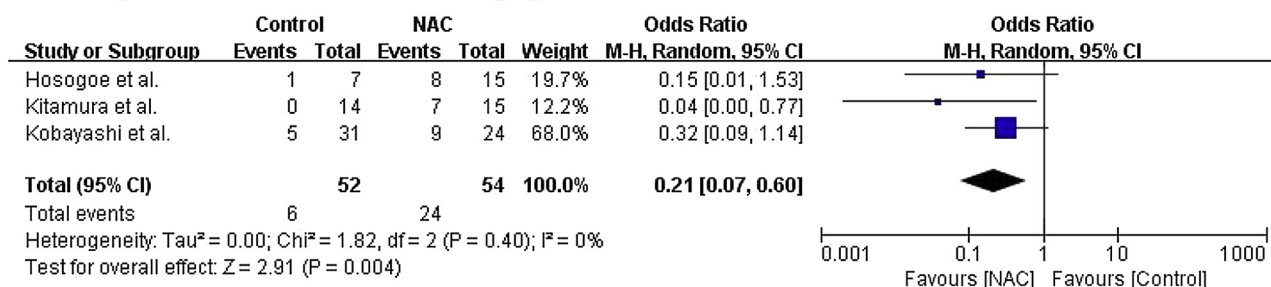 Control NAC Odds Ratio Odds Ratio
Study or Subgroup Events Total Events Total Weight M-H, Random, 95% CI M-H, Random, 95% CI
Hosogoe et al. 1 7 8 15 19.7% 0.15 [0.01, 1.53]
Kitamura et al. 0 14 7 15 12.2% 0.04 [0.00, 0.77]
Kobayashi et al. 5 31 9 24 68.0% 0.32 [0.09, 1.14]
Total (95% CI) 52 54 100.0% 0.21 [0.07, 0.60]
Total events 6 24
Heterogeneity: Tau² = 0.00; Chi² = 1.82, df = 2 (P = 0.40); I² = 0%
Test for overall effect: Z = 2.91 (P = 0.004)
0.001 0.1 1 10 1000
Favours [NAC] Favours [Control]